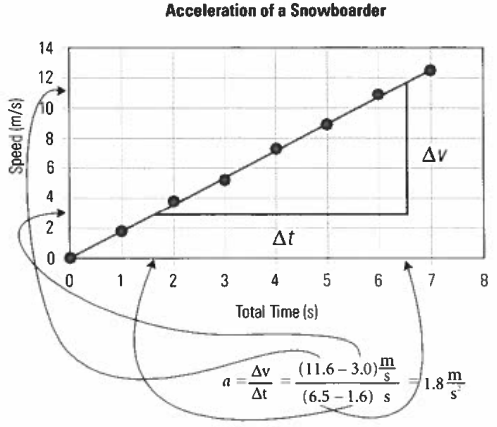 Acceleration of a Snowboarder
14
12
10
8
6
4
2
0
Speed (m/s)
Δv
Δt
0 1 2 3 4 5 6 7 8
Total Time (s)
a = Δv/Δt = (11.6 – 3.0) m/s / (6.5 – 1.6) s = 1.8 m/s²